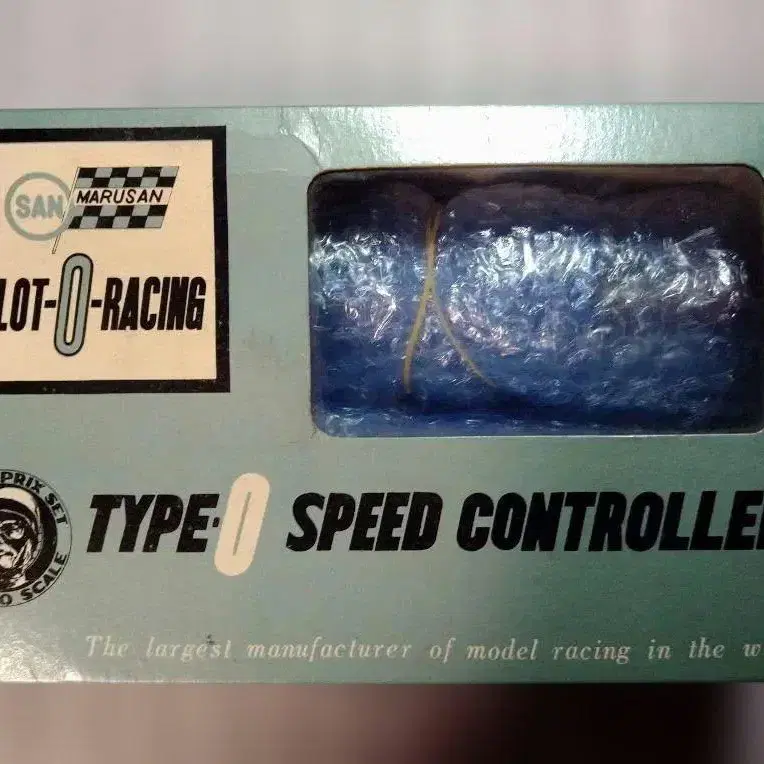 SAN MARUSAN
LOT-O-RACING
PRIX SET
O SCALE
TYPE-O SPEED CONTROLLE
The largest manufacturer of model racing in the w